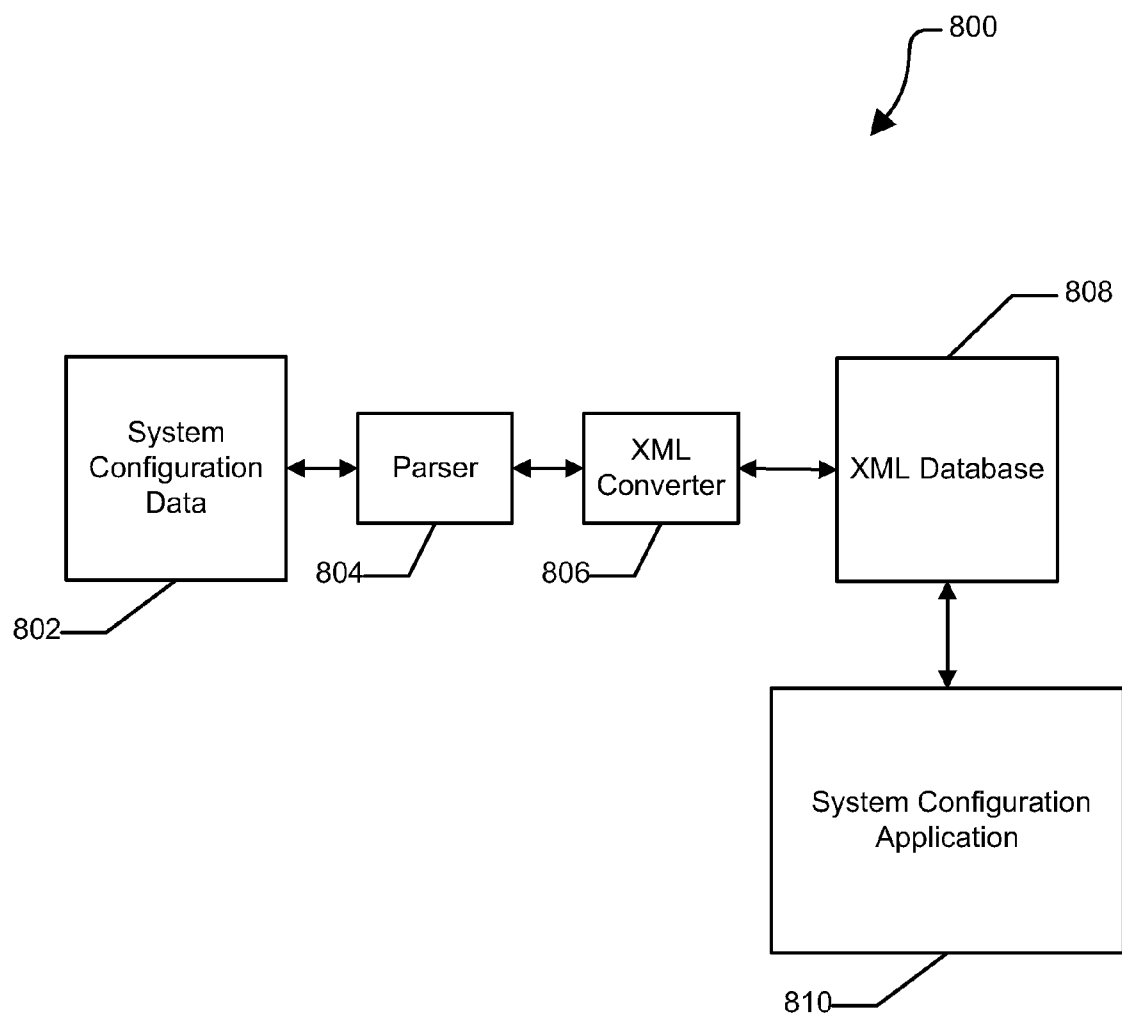 800
808
System
Configuration
Data
Parser
XML
Converter
XML Database
804
806
802
System Configuration
Application
810